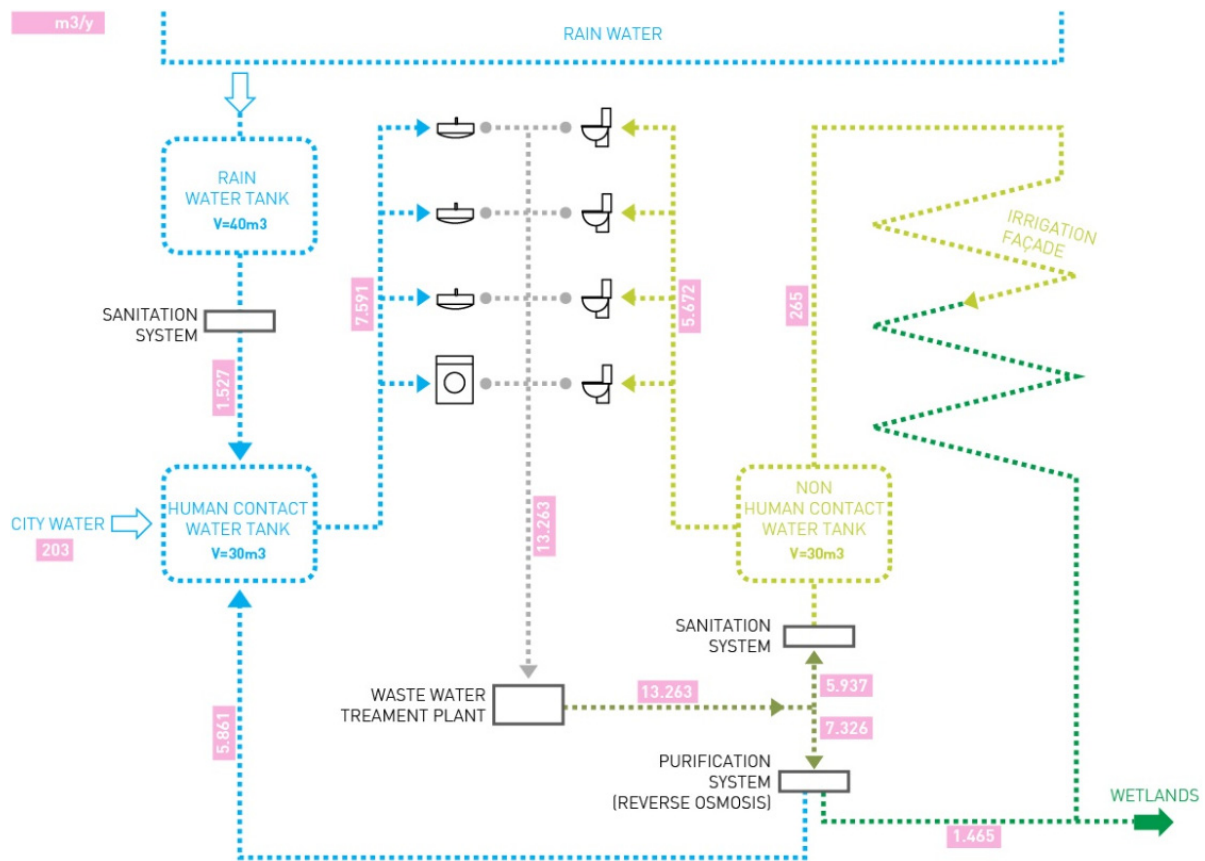 m3/y
RAIN WATER
RAIN
WATER TANK
V=40m3
IRRIGATION
FAÇADE
7.591
5.672
265
SANITATION
SYSTEM
1.527
HUMAN CONTACT
WATER TANK
V=30m3
NON
HUMAN CONTACT
WATER TANK
V=30m3
CITY WATER
203
13.263
SANITATION
SYSTEM
WASTE WATER
TREAMENT PLANT
13.263
5.937
7.326
5.861
PURIFICATION
SYSTEM
(REVERSE OSMOSIS)
WETLANDS
1.465